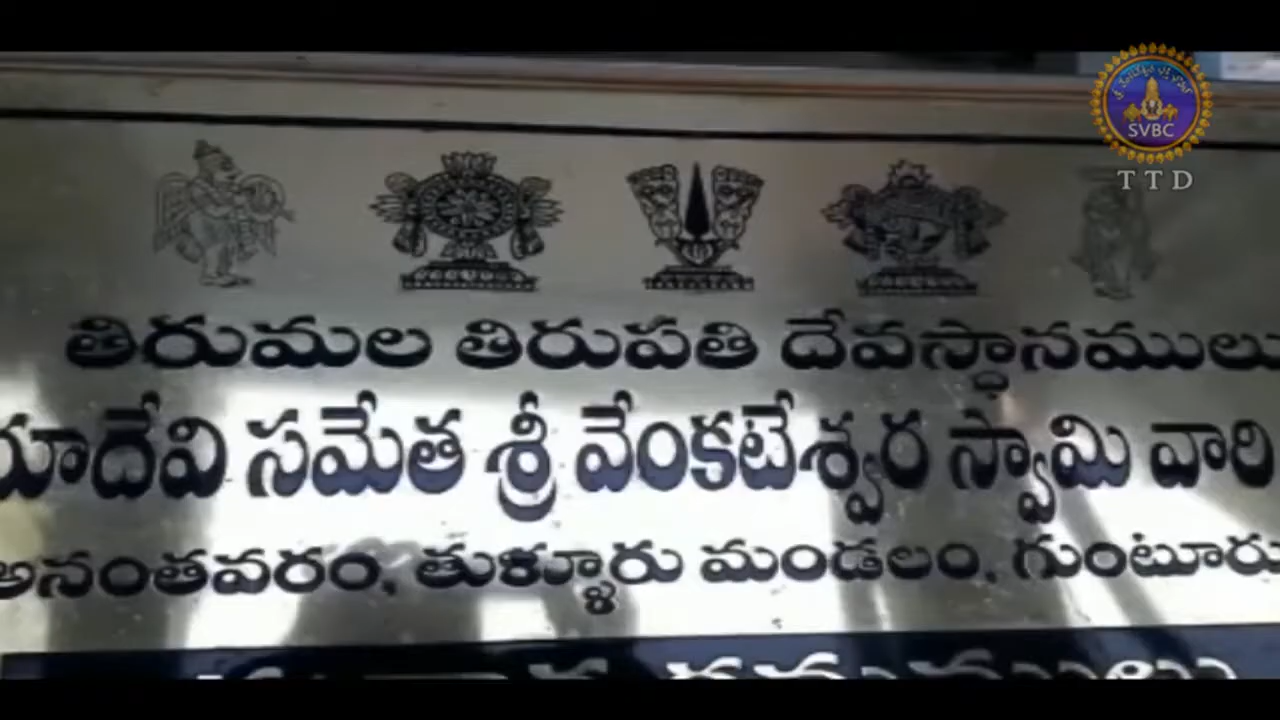 SVBC
TTD
తిరుమల తిరుపతి దేవస్థానములు
సమేత శ్రీ వేంకటేశ్వర స్వామి వారి
అనంతవరం, తుళ్ళూరు మండలం, గుంటూరు